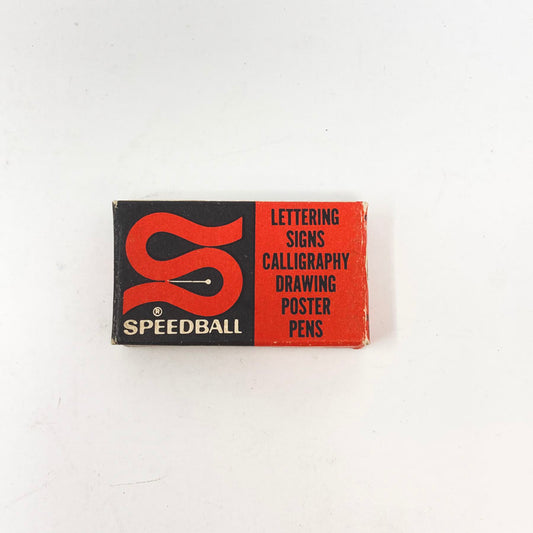 S
®
SPEEDBALL
LETTERING
SIGNS
CALLIGRAPHY
DRAWING
POSTER
PENS